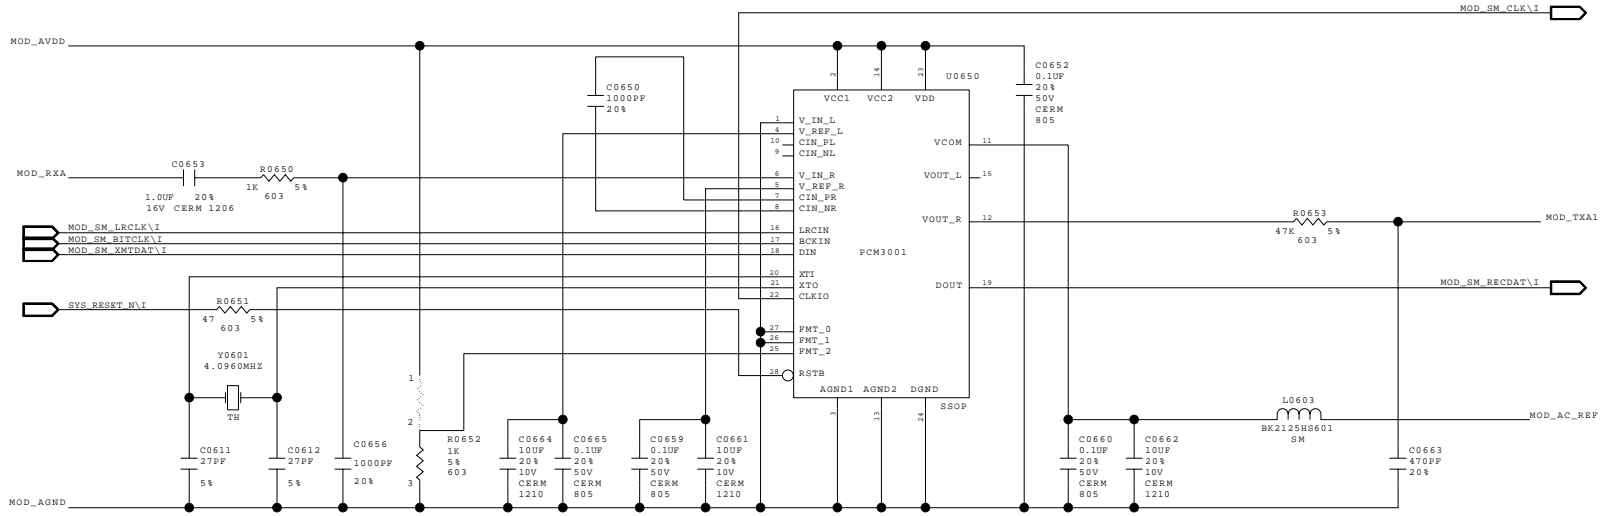 MOD_SM_CLK\I
MOD_AVDD
C0650
1000PF
20%
2
14
23
U0650
C0652
0.1UF
20%
50V
CERM
805
VCC1 VCC2 VDD
1 V_IN_L
4 V_REF_L
10 CIN_PL
9 CIN_NL
VCOM 11
MOD_RXA
C0653
1.0UF 20%
16V CERM 1206
R0650
1K 5%
603
6 V_IN_R
5 V_REF_R
7 CIN_PR
8 CIN_NR
VOUT_L 15
VOUT_R 12
R0653
47K 5%
603
MOD_TXA1
MOD_SM_LRCLK\I
MOD_SM_BITCLK\I
MOD_SM_XMTDAT\I
16 LRCIN
17 BCKIN
18 DIN
PCM3001
20 XTI
21 XTO
22 CLKIO
DOUT 19
MOD_SM_RECDAT\I
SYS_RESET_N\I
R0651
47 5%
603
27 FMT_0
26 FMT_1
25 FMT_2
28 RSTB
Y0601
4.0960MHZ
TH
1
2
3
AGND1 AGND2 DGND
SSOP
3
13
24
L0603
BK2125HS601
SM
MOD_AC_REF
C0611
27PF
5%
C0612
27PF
5%
C0656
1000PF
20%
R0652
1K
5%
603
C0664
10UF
20%
10V
CERM
1210
C0665
0.1UF
20%
50V
CERM
805
C0659
0.1UF
20%
50V
CERM
805
C0661
10UF
20%
10V
CERM
1210
C0660
0.1UF
20%
50V
CERM
805
C0662
10UF
20%
10V
CERM
1210
C0663
470PF
20%
MOD_AGND